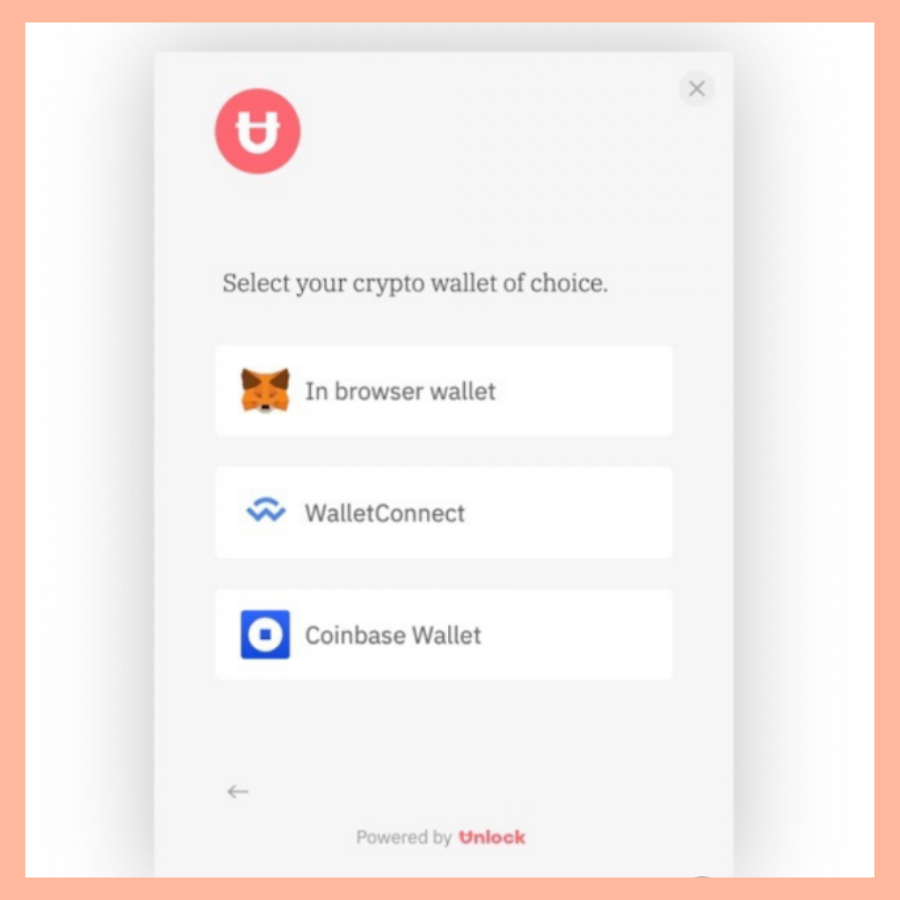 Select your crypto wallet of choice.
In browser wallet
WalletConnect
Coinbase Wallet
Powered by Unlock